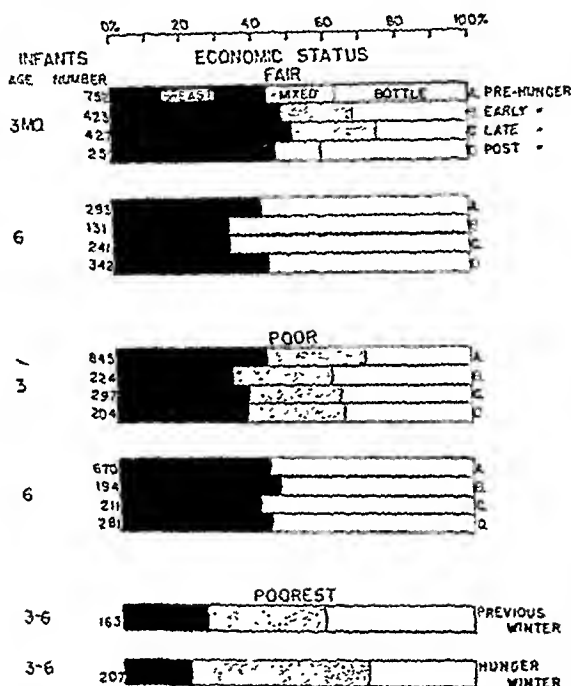 0% 20 40 60 80 100%
INFANTS ECONOMIC STATUS
AGE NUMBER FAIR
BREAST MIXED BOTTLE A. PRE-HUNGER
423 B. EARLY "
3MO 427 C. LATE "
25 D. POST "
293 A.
131 B.
6 241 C.
342 D.
POOR
845 A.
224 B.
3 297 C.
204 D.
670 A.
194 B.
6 211 C.
281 D.
POOREST
3-6 163 PREVIOUS
WINTER
3-6 207 HUNGER
WINTER